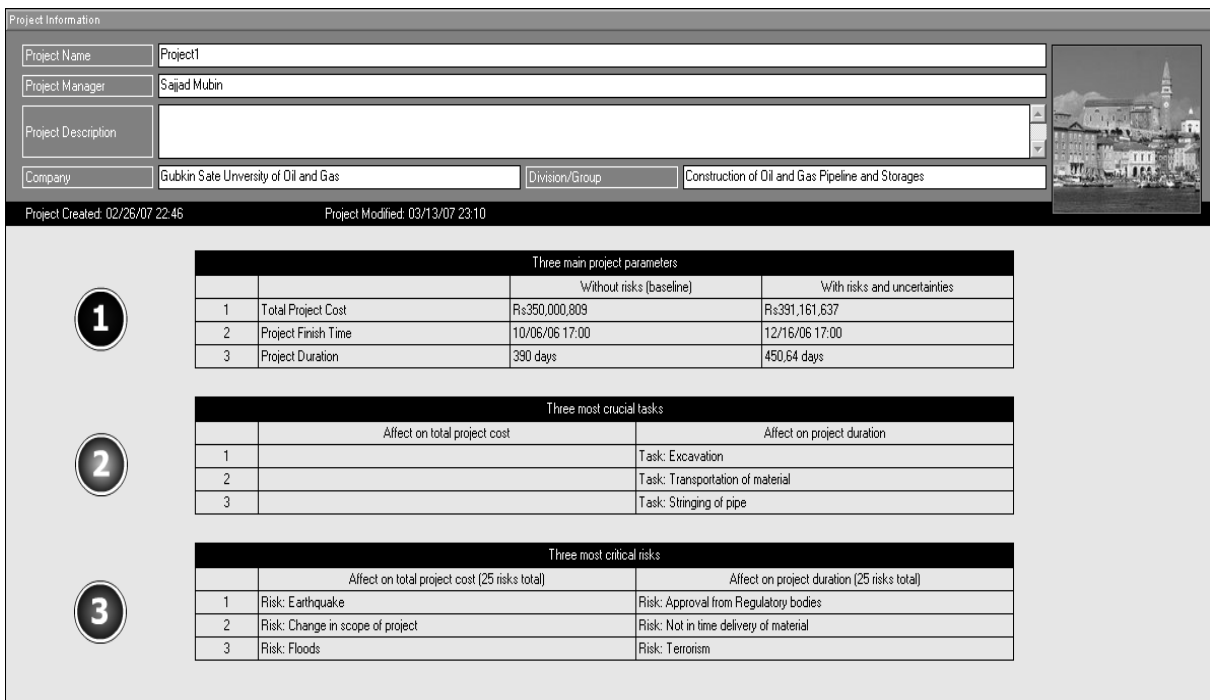 Project Information
Project Name Project1
Project Manager Sajjad Mubin
Project Description
Company Gubkin Sate Unversity of Oil and Gas Division/Group Construction of Oil and Gas Pipeline and Storages
Project Created: 02/26/07 22:46 Project Modified: 03/13/07 23:10
1
Three main project parameters
Without risks (baseline) With risks and uncertainties
1 Total Project Cost Rs350,000,809 Rs391,161,637
2 Project Finish Time 10/06/06 17:00 12/16/06 17:00
3 Project Duration 390 days 450,64 days
2
Three most crucial tasks
Affect on total project cost Affect on project duration
1 Task: Excavation
2 Task: Transportation of material
3 Task: Stringing of pipe
3
Three most critical risks
Affect on total project cost (25 risks total) Affect on project duration (25 risks total)
1 Risk: Earthquake Risk: Approval from Regulatory bodies
2 Risk: Change in scope of project Risk: Not in time delivery of material
3 Risk: Floods Risk: Terrorism